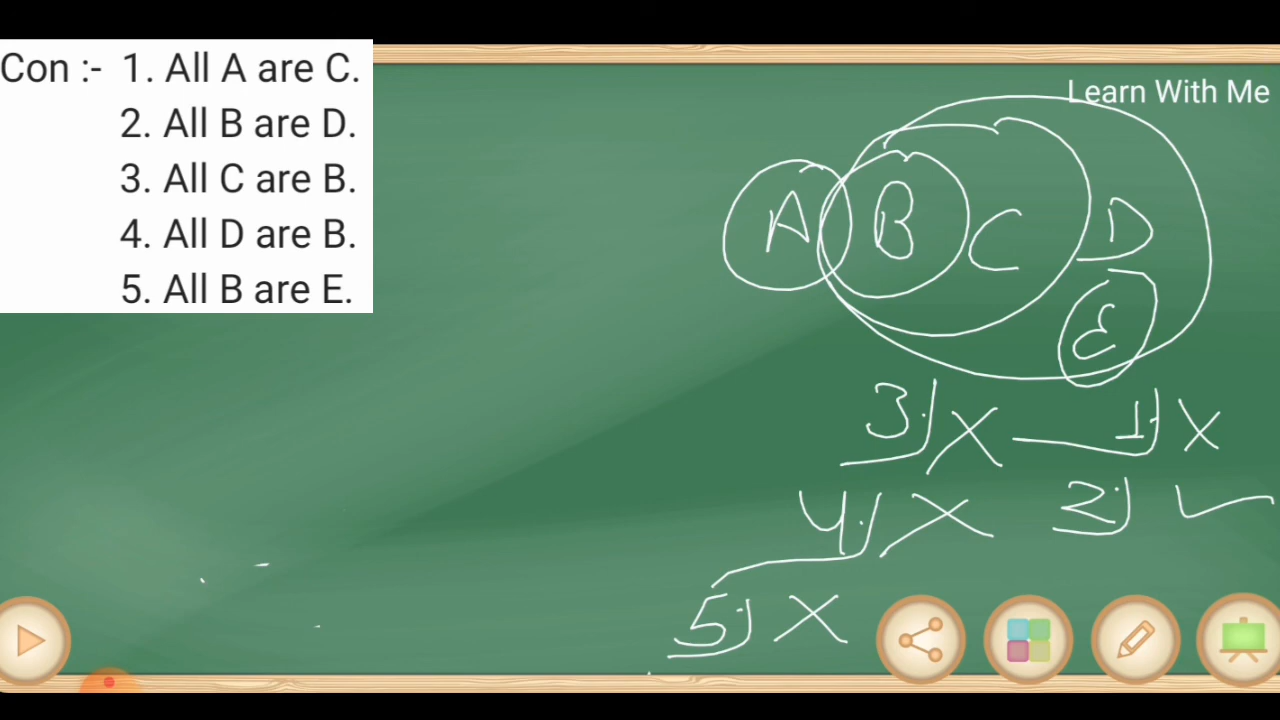 Con :- 1. All A are C.
2. All B are D.
3. All C are B.
4. All D are B.
5. All B are E.
Learn With Me
A B C D
E
3) X 1) X
4) X 2) ✓
5) X